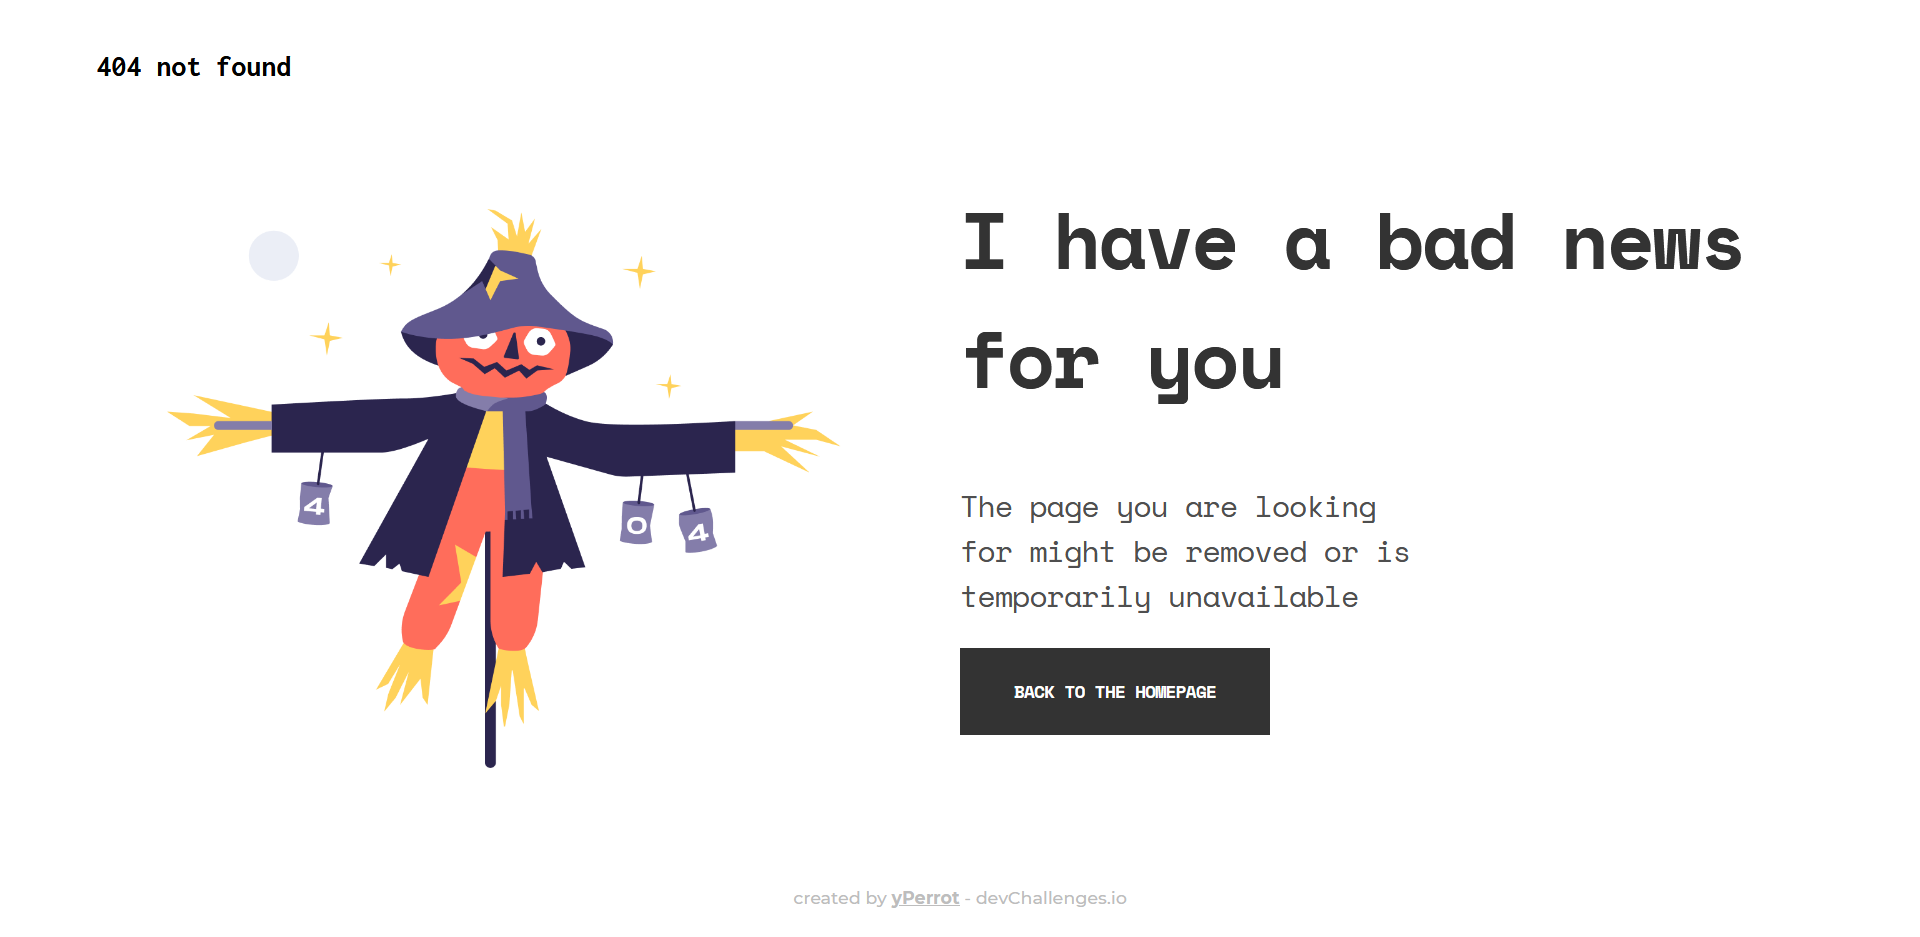 404 not found
I have a bad news
for you
4
0
4
The page you are looking
for might be removed or is
temporarily unavailable
BACK TO THE HOMEPAGE
created by yPerrot - devChallenges.io